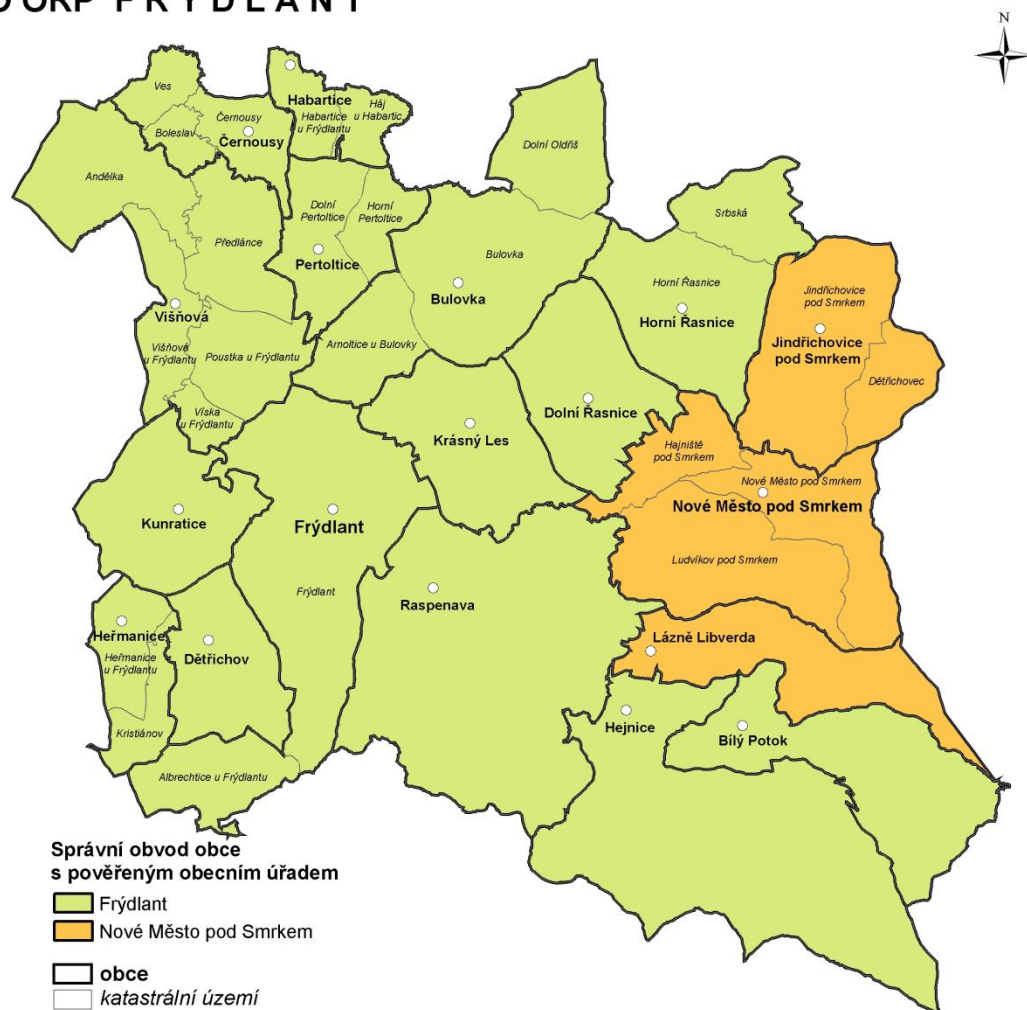 ORP FRÝDLANT
N
Ves
Habartice
Habartice
u Frýdlantu
Háj
u Habartic
Černousy
Boleslav
Černousy
Dolní Oldřiš
Andělka
Dolní
Pertoltice
Horní
Pertoltice
Srbská
Předlánce
Pertoltice
Bulovka
Bulovka
Horní Řasnice
Horní Řasnice
Jindřichovice
pod Smrkem
Jindřichovice
pod Smrkem
Višňová
Višňová
u Frýdlantu
Poustka u Frýdlantu
Arnoltice u Bulovky
Dětřichovec
Víska
u Frýdlantu
Dolní Řasnice
Krásný Les
Hajniště
pod Smrkem
Nové Město pod Smrkem
Nové Město pod Smrkem
Kunratice
Frýdlant
Ludvíkov pod Smrkem
Frýdlant
Raspenava
Heřmanice
Heřmanice
u Frýdlantu
Dětřichov
Lázně Libverda
Kristiánov
Hejnice
Bílý Potok
Albrechtice u Frýdlantu
Správní obvod obce
s pověřeným obecním úřadem
Frýdlant
Nové Město pod Smrkem
obce
katastrální území